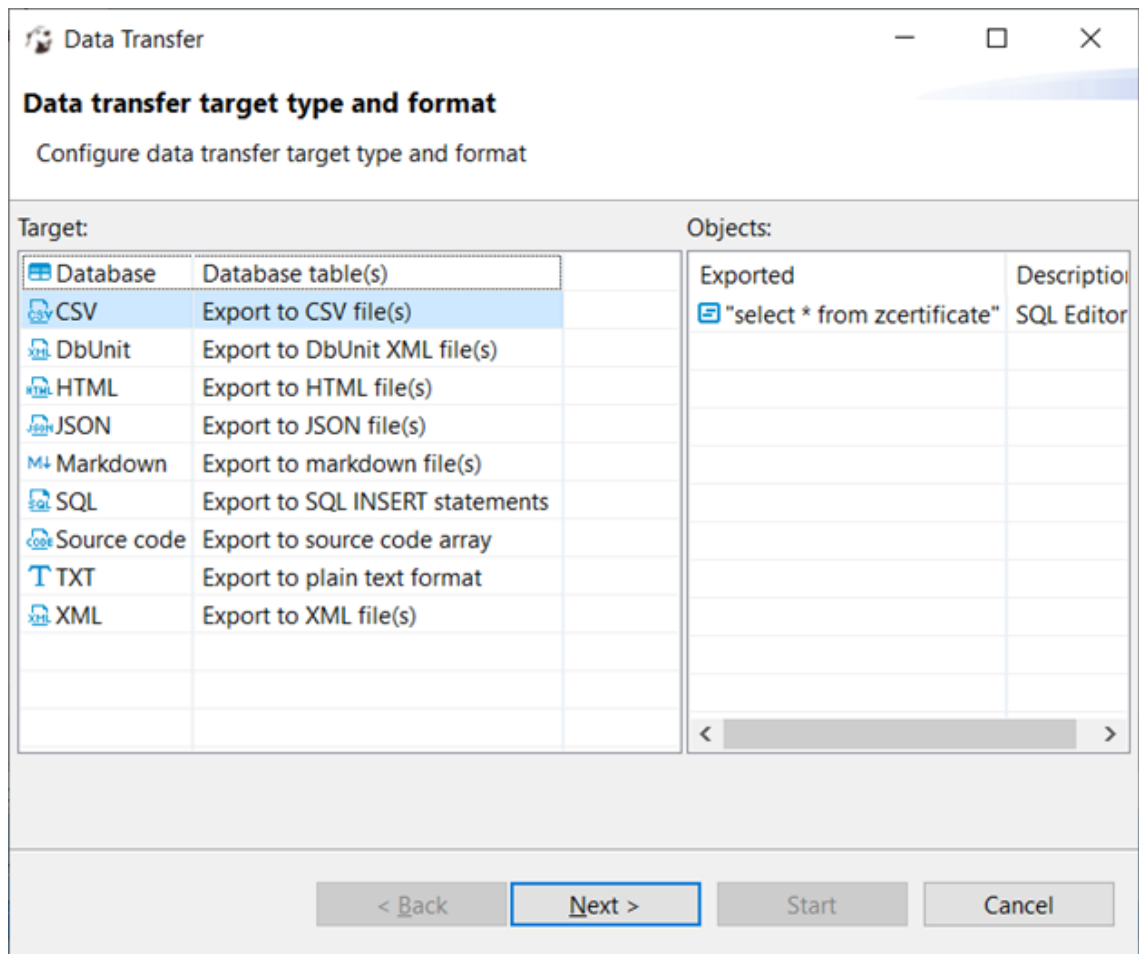 Data Transfer
Data transfer target type and format
Configure data transfer target type and format
Target:
Database Database table(s)
CSV Export to CSV file(s)
DbUnit Export to DbUnit XML file(s)
HTML Export to HTML file(s)
JSON Export to JSON file(s)
Markdown Export to markdown file(s)
SQL Export to SQL INSERT statements
Source code Export to source code array
TXT Export to plain text format
XML Export to XML file(s)
Objects:
Exported Description
"select * from zcertificate" SQL Editor
< Back Next > Start Cancel